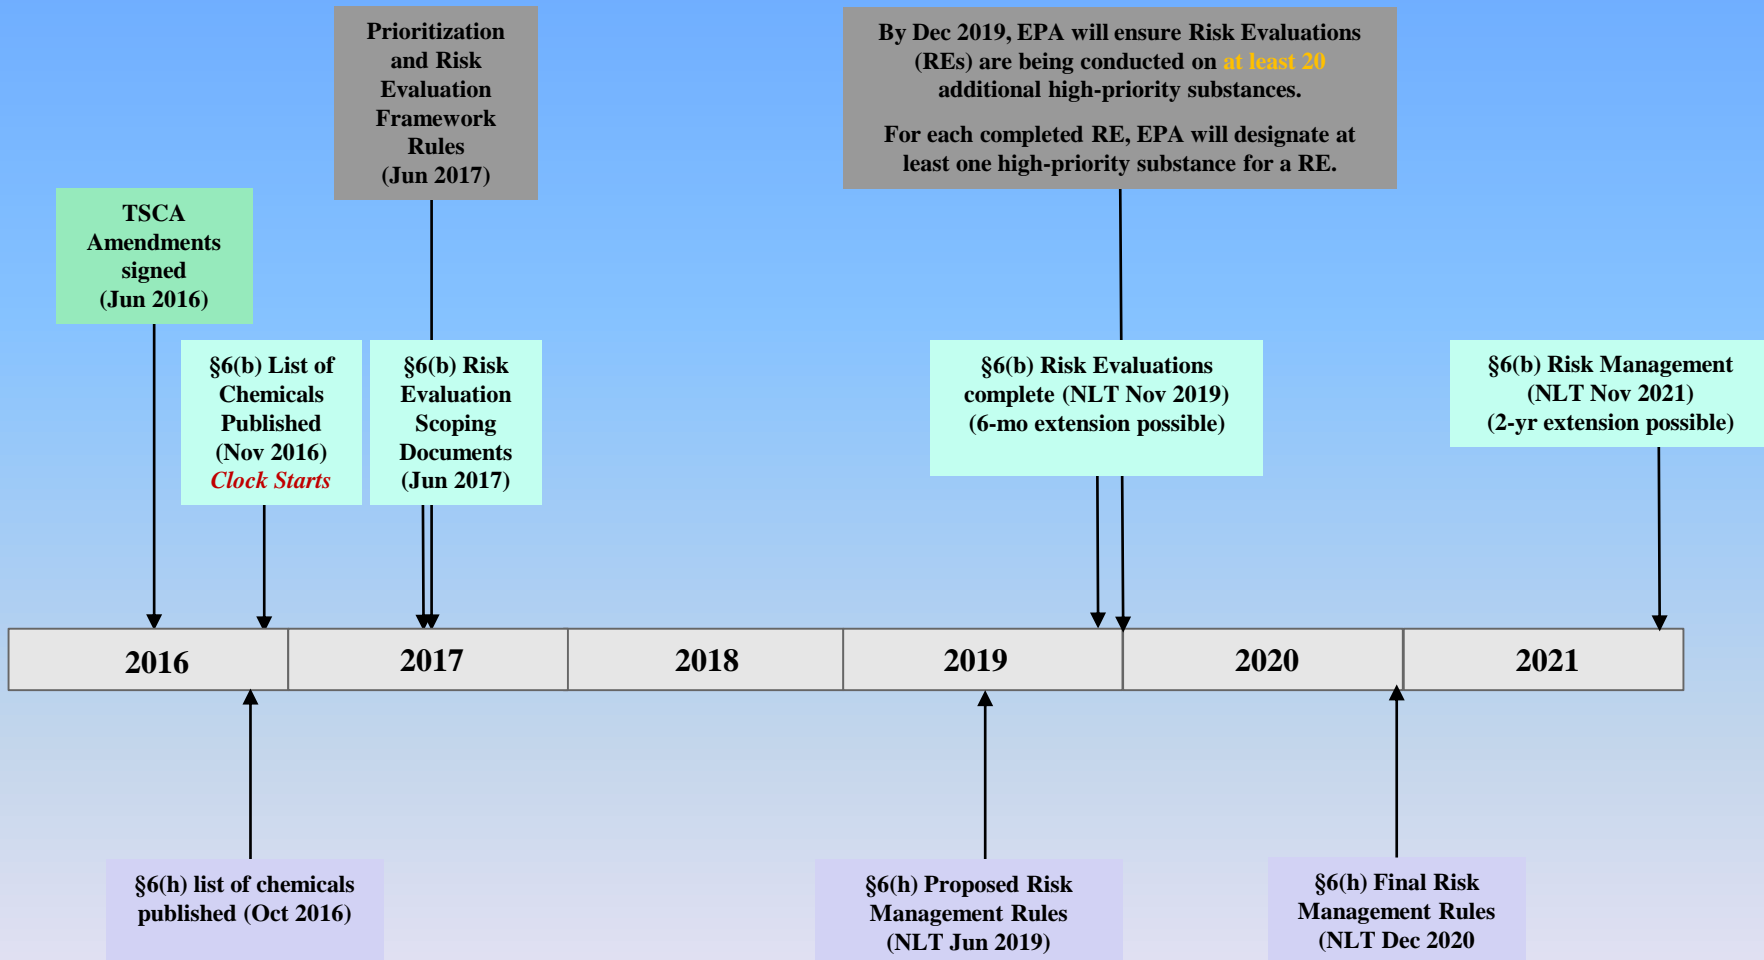 Prioritization
and Risk
Evaluation
Framework
Rules
(Jun 2017)
By Dec 2019, EPA will ensure Risk Evaluations
(REs) are being conducted on at least 20
additional high-priority substances.
For each completed RE, EPA will designate at
least one high-priority substance for a RE.
TSCA
Amendments
signed
(Jun 2016)
§6(b) List of
Chemicals
Published
(Nov 2016)
Clock Starts
§6(b) Risk
Evaluation
Scoping
Documents
(Jun 2017)
§6(b) Risk Evaluations
complete (NLT Nov 2019)
(6-mo extension possible)
§6(b) Risk Management
(NLT Nov 2021)
(2-yr extension possible)
2016
2017
2018
2019
2020
2021
§6(h) list of chemicals
published (Oct 2016)
§6(h) Proposed Risk
Management Rules
(NLT Jun 2019)
§6(h) Final Risk
Management Rules
(NLT Dec 2020